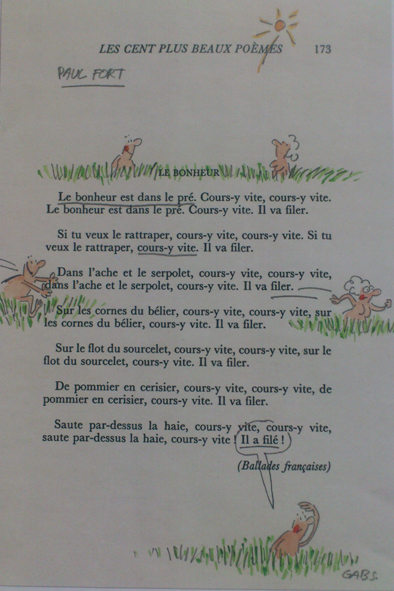 LES CENT PLUS BEAUX POÈMES 173
PAUL FORT
LE BONHEUR
Le bonheur est dans le pré. Cours-y vite, cours-y vite.
Le bonheur est dans le pré. Cours-y vite. Il va filer.
Si tu veux le rattraper, cours-y vite, cours-y vite. Si tu
veux le rattraper, cours-y vite. Il va filer.
Dans l'ache et le serpolet, cours-y vite, cours-y vite,
dans l'ache et le serpolet, cours-y vite. Il va filer.
Sur les cornes du bélier, cours-y vite, cours-y vite, sur
les cornes du bélier, cours-y vite. Il va filer.
Sur le flot du sourcelet, cours-y vite, cours-y vite, sur le
flot du sourcelet, cours-y vite. Il va filer.
De pommier en cerisier, cours-y vite, cours-y vite, de
pommier en cerisier, cours-y vite. Il va filer.
Saute par-dessus la haie, cours-y vite, cours-y vite,
saute par-dessus la haie, cours-y vite ! Il a filé !
(Ballades françaises)
GABS